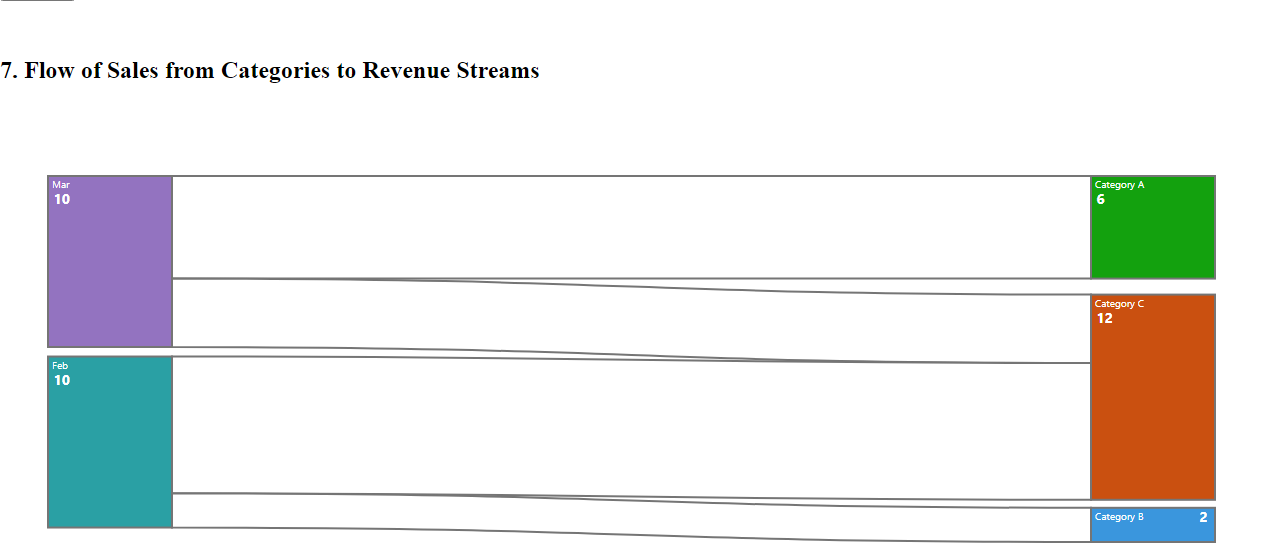 7. Flow of Sales from Categories to Revenue Streams
Mar
10
Category A
6
Category C
12
Feb
10
Category B 2